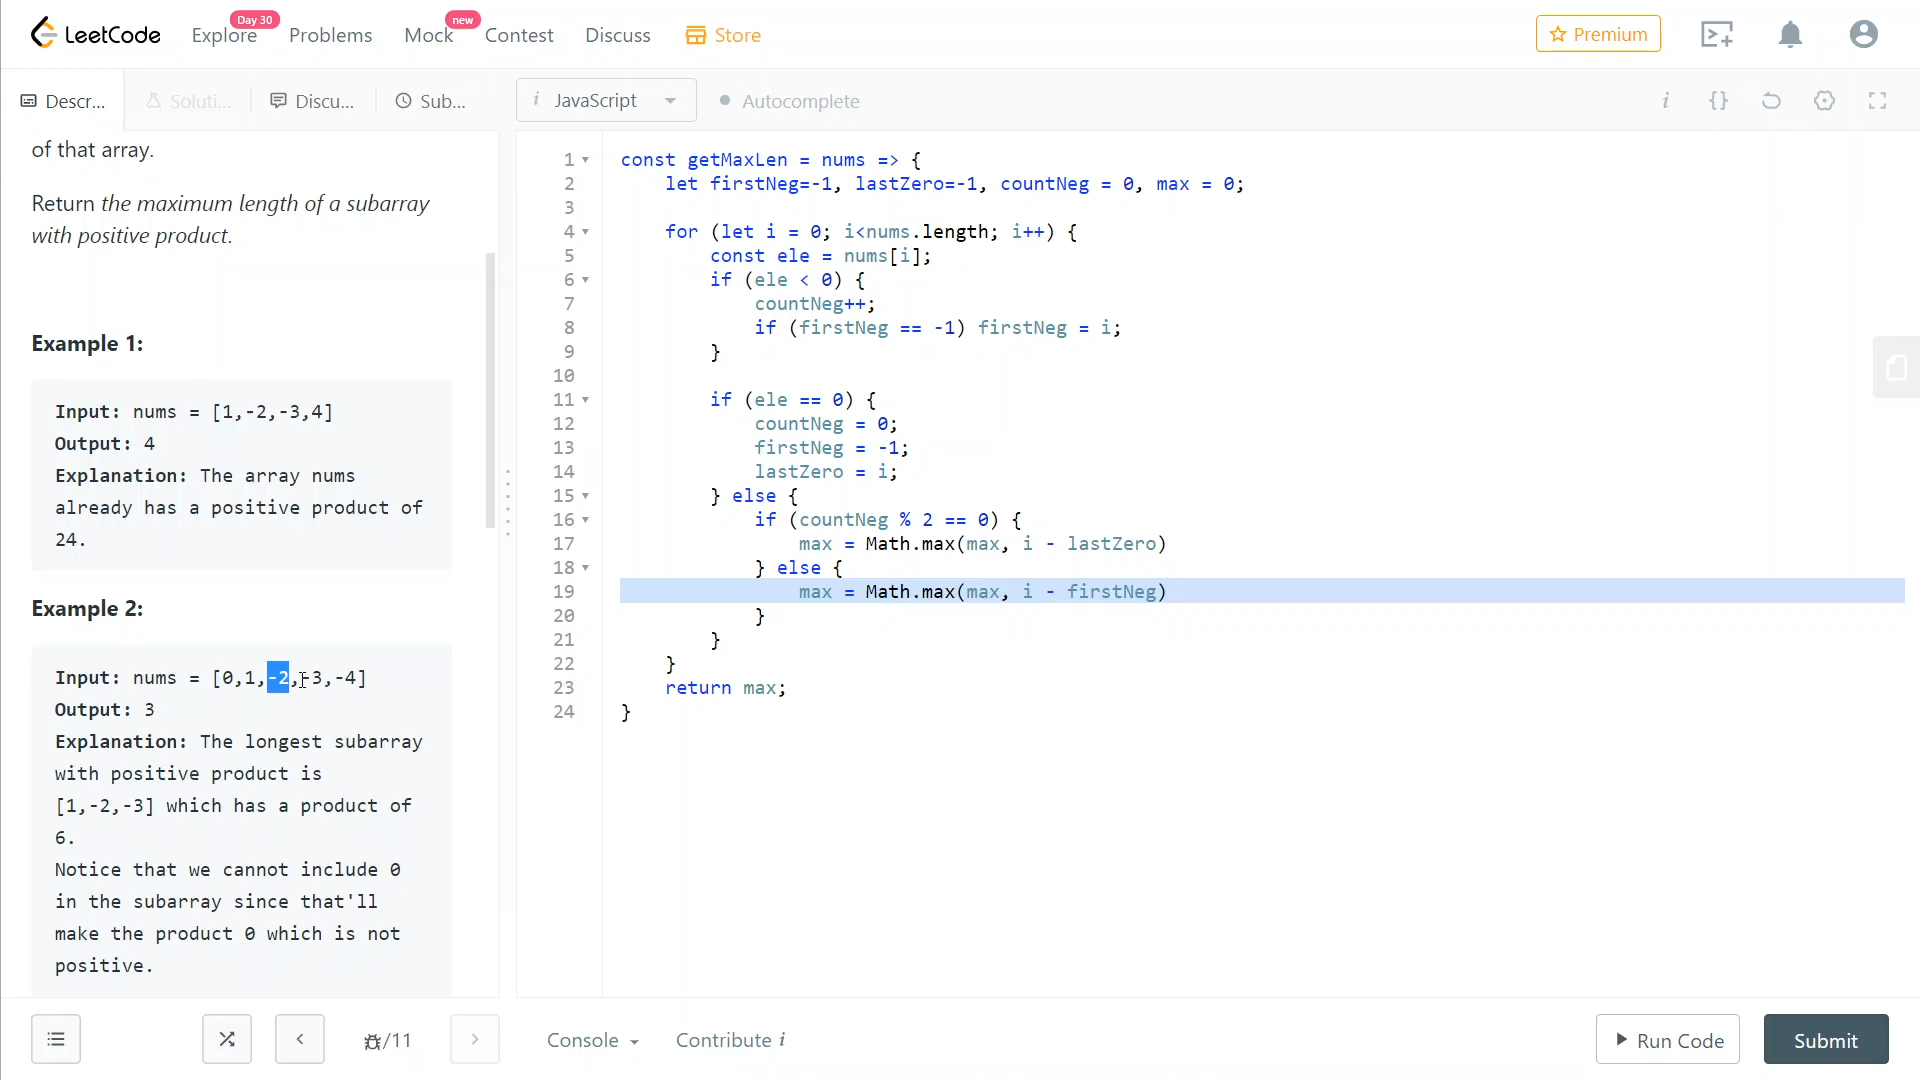 LeetCode
Explore
Day 30
Problems
Mock
new
Contest
Discuss
Store
Premium
Descr...
Soluti...
Discu...
Sub...
i JavaScript
Autocomplete
i
{}
of that array.
Return the maximum length of a subarray
with positive product.
Example 1:
Input: nums = [1,-2,-3,4]
Output: 4
Explanation: The array nums
already has a positive product of
24.
Example 2:
Input: nums = [0,1,-2,-3,-4]
Output: 3
Explanation: The longest subarray
with positive product is
[1,-2,-3] which has a product of
6.
Notice that we cannot include 0
in the subarray since that'll
make the product 0 which is not
positive.
1 const getMaxLen = nums => {
2 let firstNeg=-1, lastZero=-1, countNeg = 0, max = 0;
3
4 for (let i = 0; i<nums.length; i++) {
5 const ele = nums[i];
6 if (ele < 0) {
7 countNeg++;
8 if (firstNeg == -1) firstNeg = i;
9 }
10
11 if (ele == 0) {
12 countNeg = 0;
13 firstNeg = -1;
14 lastZero = i;
15 } else {
16 if (countNeg % 2 == 0) {
17 max = Math.max(max, i - lastZero)
18 } else {
19 max = Math.max(max, i - firstNeg)
20 }
21 }
22 }
23 return max;
24 }
/11
Console
Contribute i
Run Code
Submit